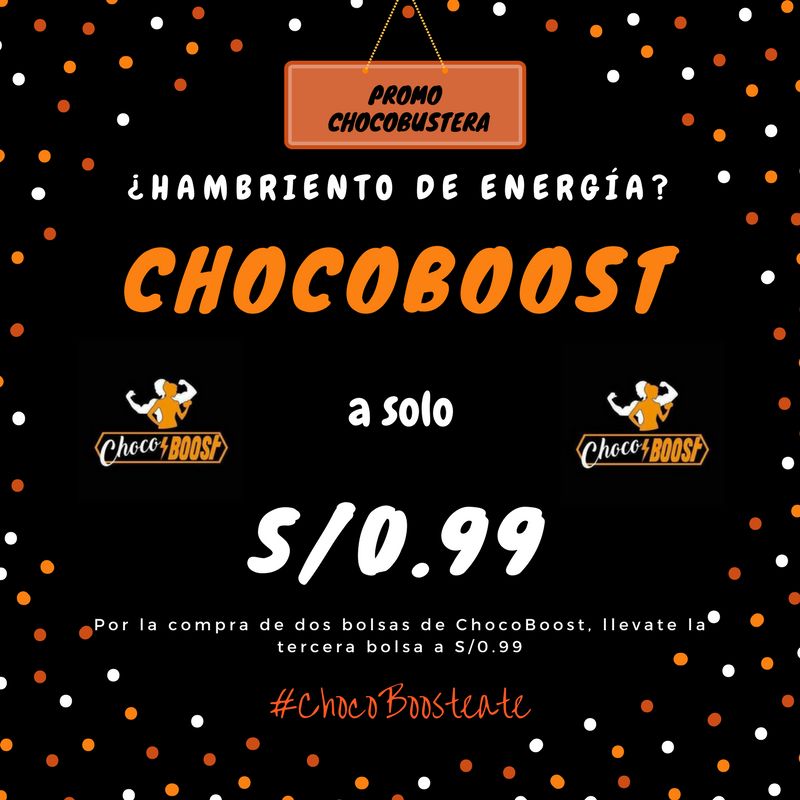 PROMO
CHOCOBUSTERA
¿HAMBRIENTO DE ENERGÍA?
CHOCOBOOST
Choco BOOST
a solo
Choco BOOST
S/0.99
Por la compra de dos bolsas de ChocoBoost, llevate la
tercera bolsa a S/0.99
#ChocoBoosteate